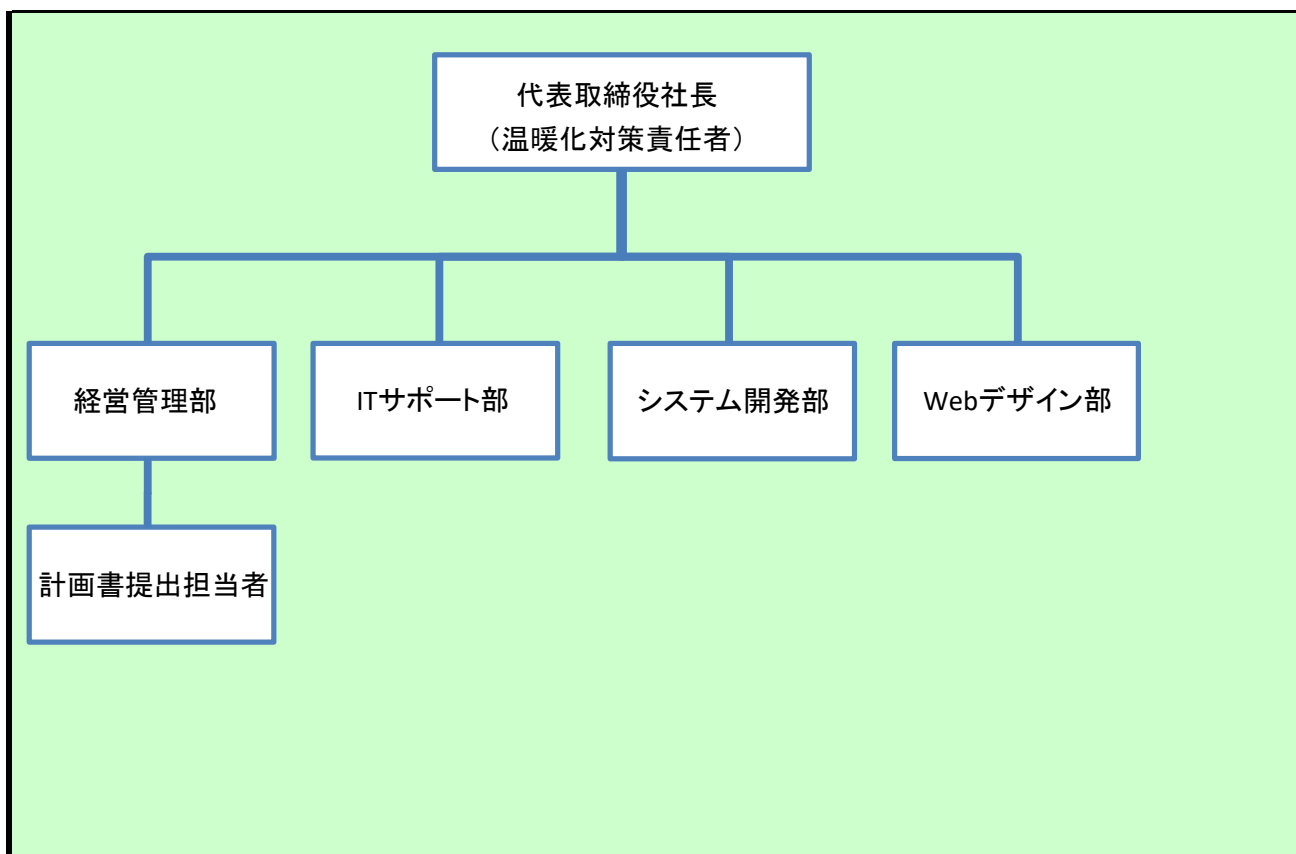 代表取締役社長
（温暖化対策責任者）
経営管理部
ITサポート部
システム開発部
Webデザイン部
計画書提出担当者